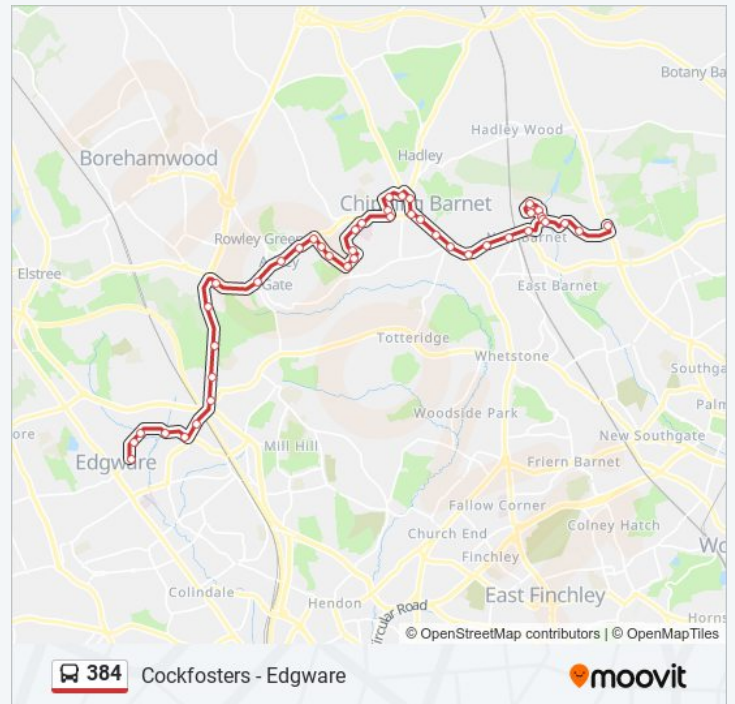 Botany Ba
Hadley Wood
Hadley
Borehamwood
Barnet
Rowley Green
Gate
Elstree
East Barnet
Totteridge
Whetstone
Southga
Palm
Woodside Park
New Southgate
ore
Edgware
Mill Hill
Friern Barnet
Fallow Corner
Colney Hatch
Church End
Wo
Finchley
Colindale
Hendon
East Finchley
Horns
ircular Road
© OpenStreetMap contributors | © OpenMapTiles
384 Cockfosters - Edgware
moovit